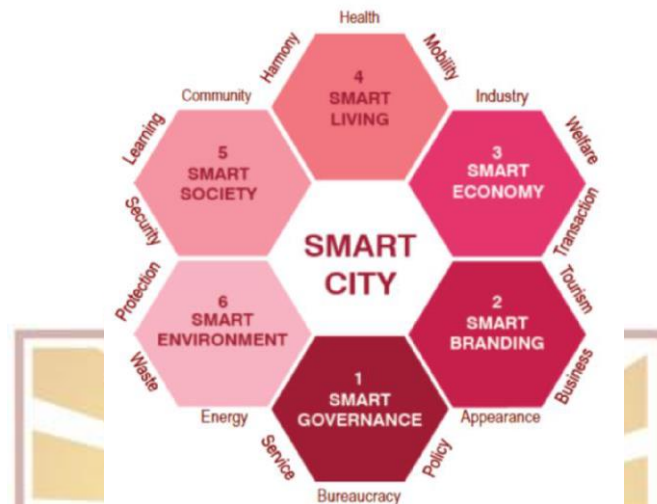 Health
Harmony
Mobility
4
SMART
LIVING
Community
Industry
Learning
Welfare
5
SMART
SOCIETY
3
SMART
ECONOMY
Security
Transaction
SMART
CITY
Protection
Tourism
6
SMART
ENVIRONMENT
2
SMART
BRANDING
Waste
Business
1
SMART
GOVERNANCE
Energy
Appearance
Service
Policy
Bureaucracy